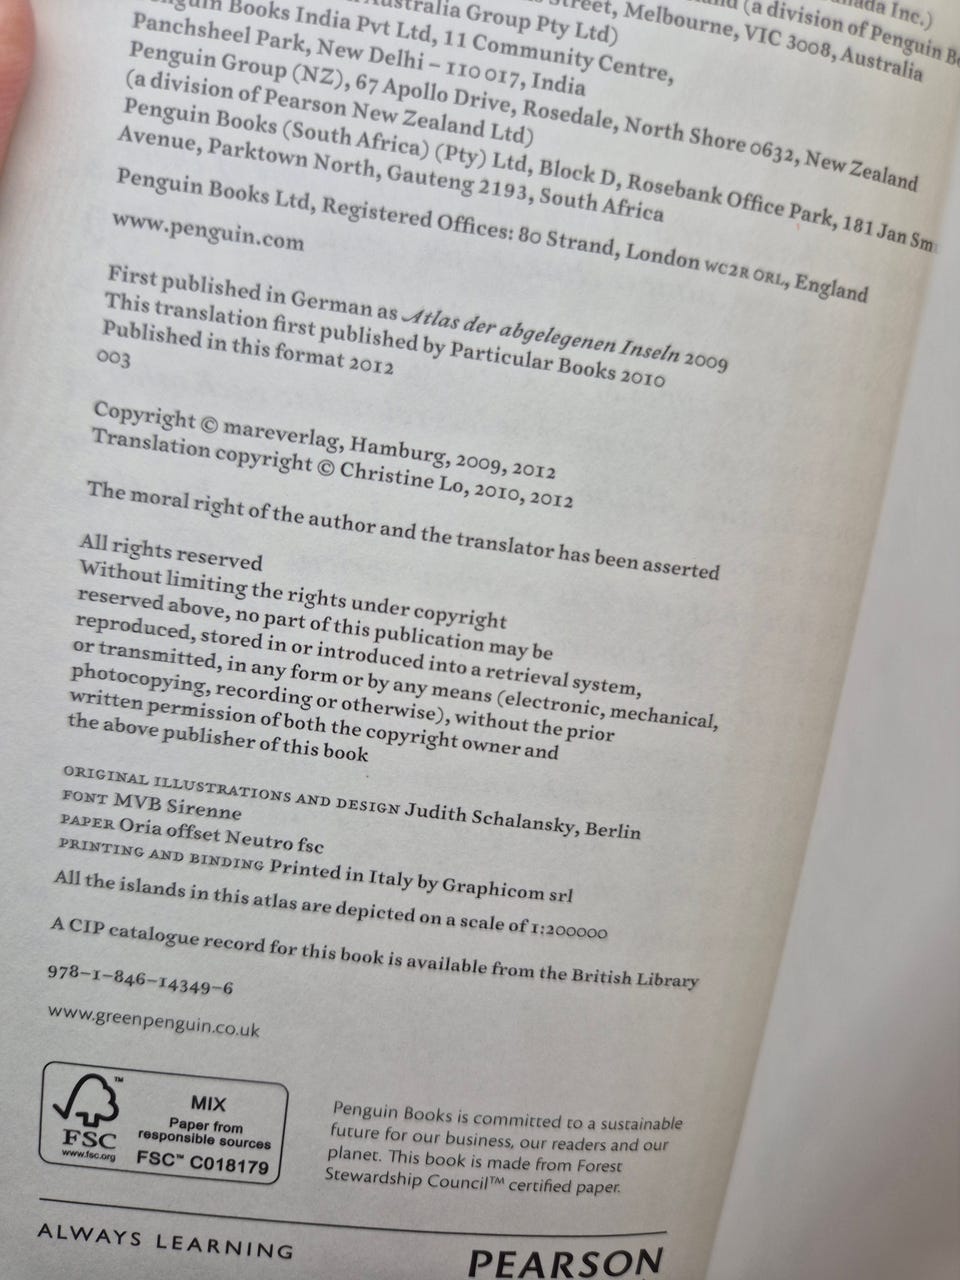 Canada Inc.)
(a division of Penguin
Street, Melbourne, VIC 3008, Australia
Australia Group Pty Ltd)
Penguin Books India Pvt Ltd, 11 Community Centre,
Panchsheel Park, New Delhi – 110 017, India
Penguin Group (NZ), 67 Apollo Drive, Rosedale, North Shore 0632, New Zealand
(a division of Pearson New Zealand Ltd)
Penguin Books (South Africa) (Pty) Ltd, Block D, Rosebank Office Park, 181 Jan Sm
Avenue, Parktown North, Gauteng 2193, South Africa
Penguin Books Ltd, Registered Offices: 80 Strand, London WC2R ORL, England
www.penguin.com
First published in German as Atlas der abgelegenen Inseln 2009
This translation first published by Particular Books 2010
Published in this format 2012
003
Copyright © mareverlag, Hamburg, 2009, 2012
Translation copyright © Christine Lo, 2010, 2012
The moral right of the author and the translator has been asserted
All rights reserved
Without limiting the rights under copyright
reserved above, no part of this publication may be
reproduced, stored in or introduced into a retrieval system,
or transmitted, in any form or by any means (electronic, mechanical,
photocopying, recording or otherwise), without the prior
written permission of both the copyright owner and
the above publisher of this book
ORIGINAL ILLUSTRATIONS AND DESIGN Judith Schalansky, Berlin
FONT MVB Sirenne
PAPER Oria offset Neutro fsc
PRINTING AND BINDING Printed in Italy by Graphicom srl
All the islands in this atlas are depicted on a scale of 1:200000
A CIP catalogue record for this book is available from the British Library
978–1–846–14349–6
www.greenpenguin.co.uk
FSC™
www.fsc.org
MIX
Paper from
responsible sources
FSC™ C018179
Penguin Books is committed to a sustainable
future for our business, our readers and our
planet. This book is made from Forest
Stewardship Council™ certified paper.
ALWAYS LEARNING
PEARSON